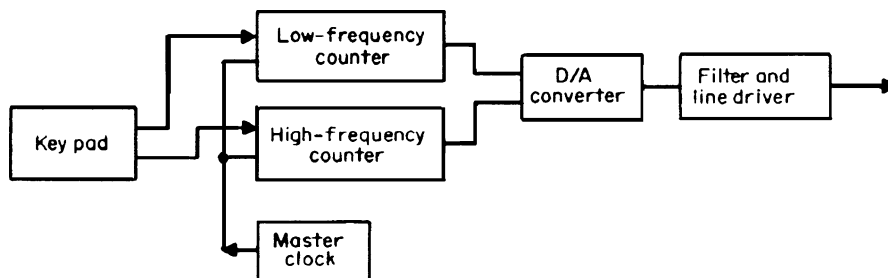 Low-frequency
counter
D/A
converter
Filter and
line driver
Key pad
High-frequency
counter
Master
clock